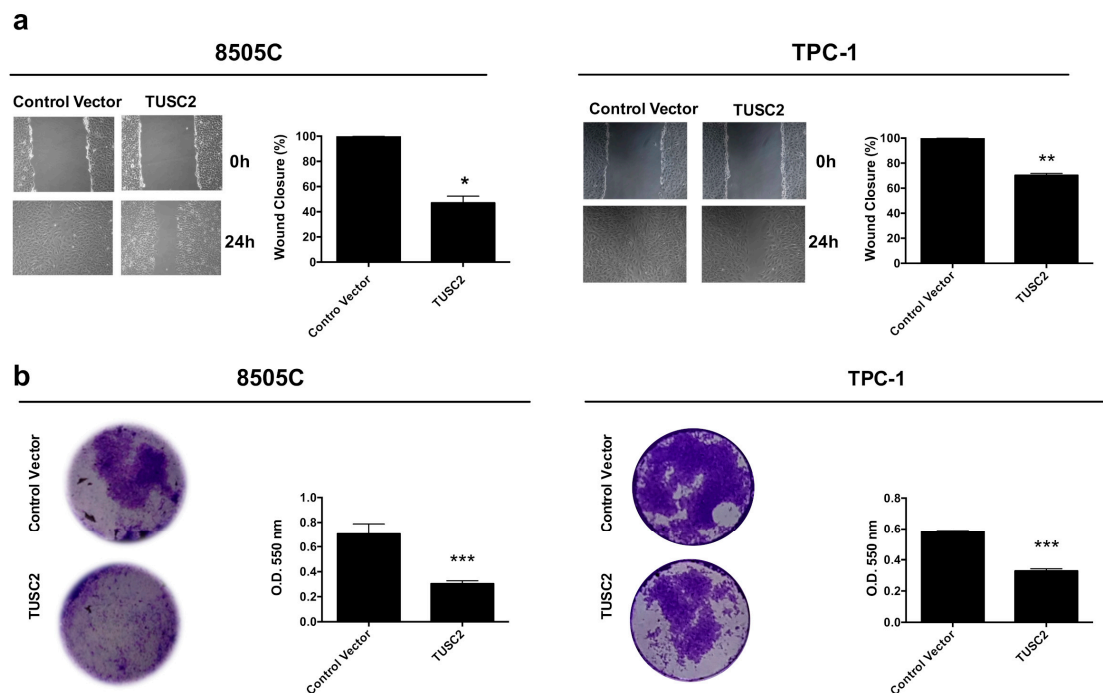 a
8505C
Control Vector TUSC2
0h
24h
Wound Closure (%)
100
80
60
40
20
0
*
Contro Vector
TUSC2
TPC-1
Control Vector TUSC2
0h
24h
Wound Closure (%)
100
80
60
40
20
0
**
Control Vector
TUSC2
b
8505C
Control Vector
TUSC2
O.D. 550 nm
1.0
0.8
0.6
0.4
0.2
0.0
***
Control Vector
TUSC2
TPC-1
Control Vector
TUSC2
O.D. 550 nm
0.8
0.6
0.4
0.2
0.0
***
Control Vector
TUSC2